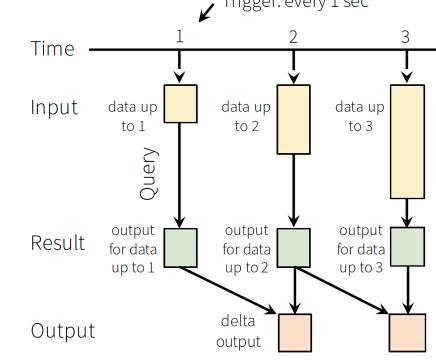 Trigger: every 1 sec
1 2 3
Time
Input
data up
to 1
data up
to 2
data up
to 3
Query
Result
output
for data
up to 1
output
for data
up to 2
output
for data
up to 3
Output
delta
output